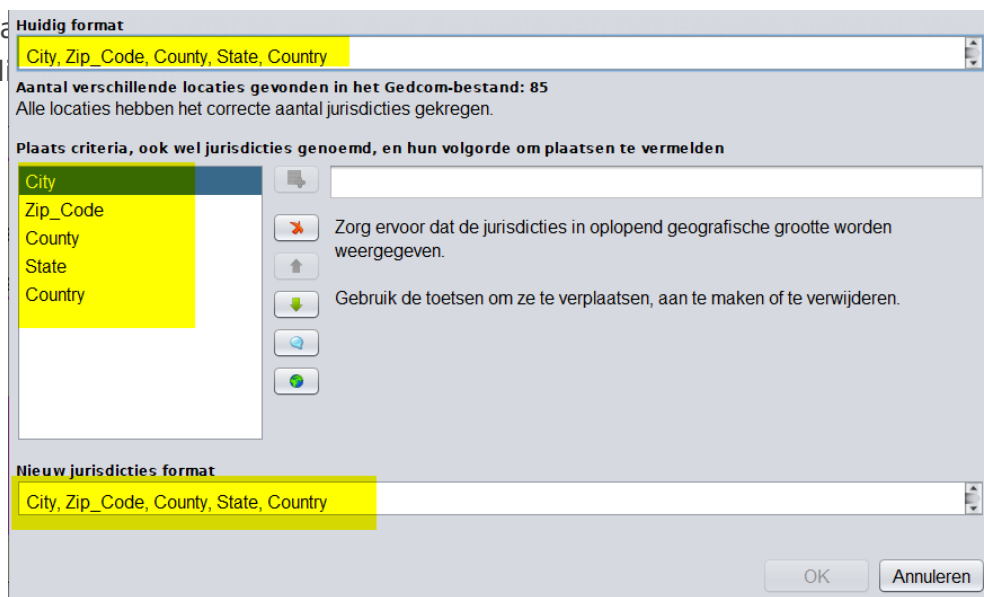 Huidig format
City, Zip_Code, County, State, Country
Aantal verschillende locaties gevonden in het Gedcom-bestand: 85
Alle locaties hebben het correcte aantal jurisdicties gekregen.
Plaats criteria, ook wel jurisdicties genoemd, en hun volgorde om plaatsen te vermelden
City
Zip_Code
County
State
Country
Zorg ervoor dat de jurisdicties in oplopend geografische grootte worden
weergegeven.
Gebruik de toetsen om ze te verplaatsen, aan te maken of te verwijderen.
Nieuw jurisdicties format
City, Zip_Code, County, State, Country
OK
Annuleren